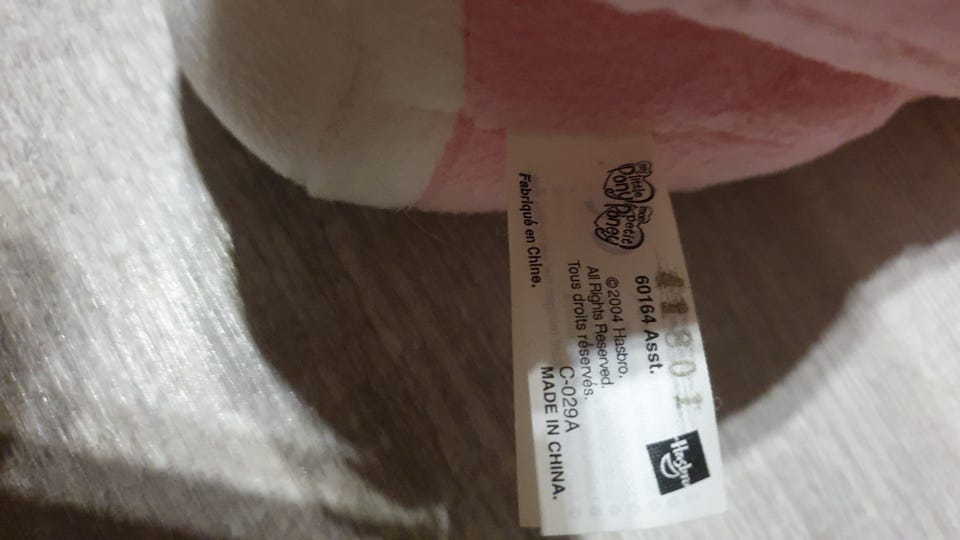 my little Pony
mon petit Poney
41801
60164 Asst.
©2004 Hasbro.
All Rights Reserved.
Tous droits réservés.
C-029A
MADE IN CHINA.
Fabriqué en Chine.
Hasbro